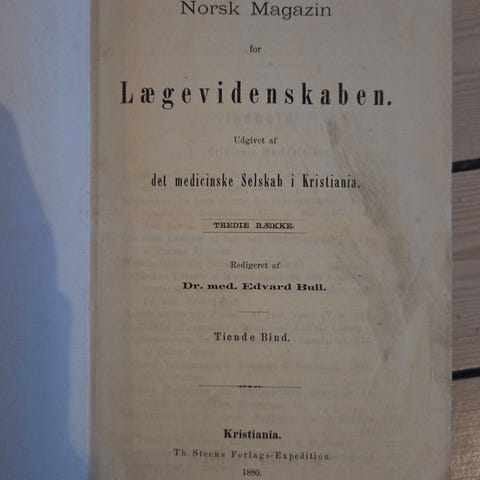 Norsk Magazin
for
Lægevidenskaben.
Udgivet af
det medicinske Selskab i Kristiania.
TREDIE RÆKKE.
Redigeret af
Dr. med. Edvard Bull.
Tiende Bind.
Kristiania.
Th. Steens Forlags-Expedition.
1880.